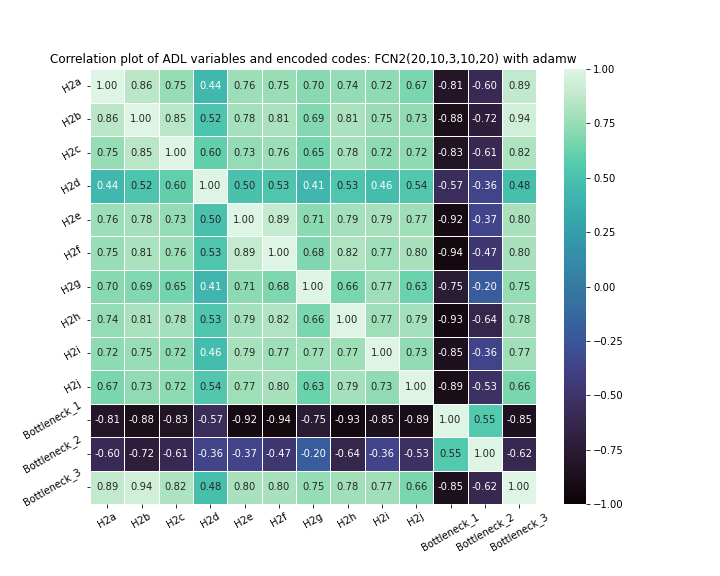 Correlation plot of ADL variables and encoded codes: FCN2(20,10,3,10,20) with adamw
H2a 1.00 0.86 0.75 0.44 0.76 0.75 0.70 0.74 0.72 0.67 -0.81 -0.60 0.89
H2b 0.86 1.00 0.85 0.52 0.78 0.81 0.69 0.81 0.75 0.73 -0.88 -0.72 0.94
H2c 0.75 0.85 1.00 0.60 0.73 0.76 0.65 0.78 0.72 0.72 -0.83 -0.61 0.82
H2d 0.44 0.52 0.60 1.00 0.50 0.53 0.41 0.53 0.46 0.54 -0.57 -0.36 0.48
H2e 0.76 0.78 0.73 0.50 1.00 0.89 0.71 0.79 0.79 0.77 -0.92 -0.37 0.80
H2f 0.75 0.81 0.76 0.53 0.89 1.00 0.68 0.82 0.77 0.80 -0.94 -0.47 0.80
H2g 0.70 0.69 0.65 0.41 0.71 0.68 1.00 0.66 0.77 0.63 -0.75 -0.20 0.75
H2h 0.74 0.81 0.78 0.53 0.79 0.82 0.66 1.00 0.77 0.79 -0.93 -0.64 0.78
H2i 0.72 0.75 0.72 0.46 0.79 0.77 0.77 0.77 1.00 0.73 -0.85 -0.36 0.77
H2j 0.67 0.73 0.72 0.54 0.77 0.80 0.63 0.79 0.73 1.00 -0.89 -0.53 0.66
Bottleneck_1 -0.81 -0.88 -0.83 -0.57 -0.92 -0.94 -0.75 -0.93 -0.85 -0.89 1.00 0.55 -0.85
Bottleneck_2 -0.60 -0.72 -0.61 -0.36 -0.37 -0.47 -0.20 -0.64 -0.36 -0.53 0.55 1.00 -0.62
Bottleneck_3 0.89 0.94 0.82 0.48 0.80 0.80 0.75 0.78 0.77 0.66 -0.85 -0.62 1.00
H2a H2b H2c H2d H2e H2f H2g H2h H2i H2j Bottleneck_1 Bottleneck_2 Bottleneck_3
1.00
0.75
0.50
0.25
0.00
−0.25
−0.50
−0.75
−1.00